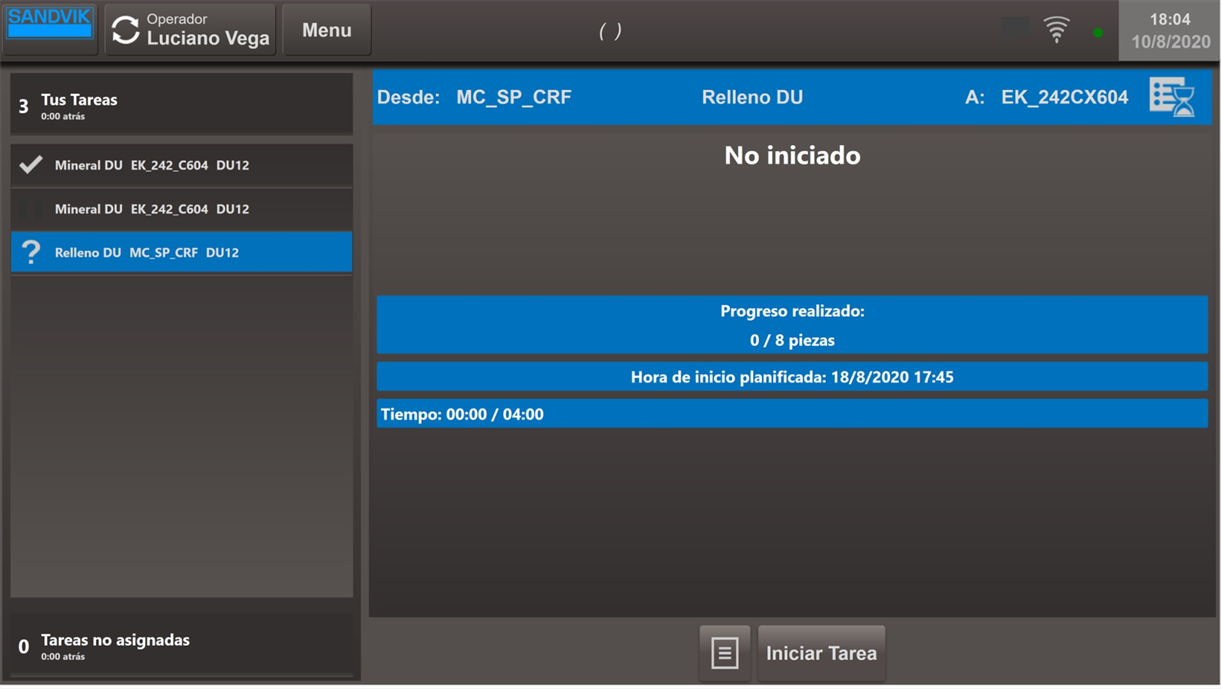 SANDVIK
Operador
Luciano Vega
Menu
( )
18:04
10/8/2020
3 Tus Tareas
0:00 atrás
Mineral DU EK_242_C604 DU12
Mineral DU EK_242_C604 DU12
? Relleno DU MC_SP_CRF DU12
0 Tareas no asignadas
0:00 atrás
Desde: MC_SP_CRF Relleno DU A: EK_242CX604
No iniciado
Progreso realizado:
0 / 8 piezas
Hora de inicio planificada: 18/8/2020 17:45
Tiempo: 00:00 / 04:00
Iniciar Tarea